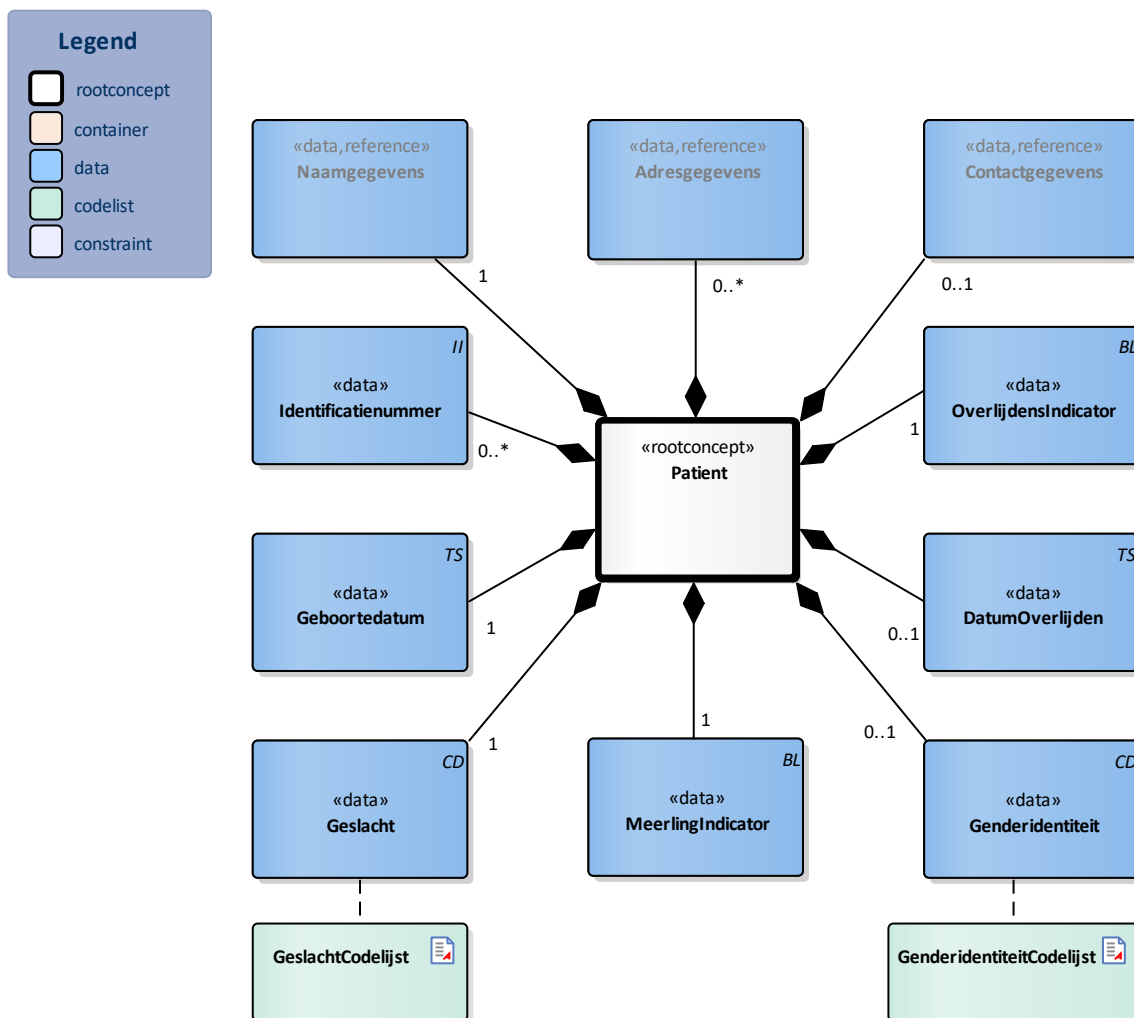 Legend
rootconcept
container
data
codelist
constraint
«data,reference»
Naamgegevens
«data,reference»
Adresgegevens
«data,reference»
Contactgegevens
1
0..*
0..1
II
«data»
Identificatienummer
0..*
«rootconcept»
Patient
BL
«data»
OverlijdensIndicator
1
TS
«data»
Geboortedatum
1
TS
«data»
DatumOverlijden
0..1
CD
«data»
Geslacht
1
BL
«data»
MeerlingIndicator
1
CD
«data»
Genderidentiteit
0..1
GeslachtCodelijst
GenderidentiteitCodelijst